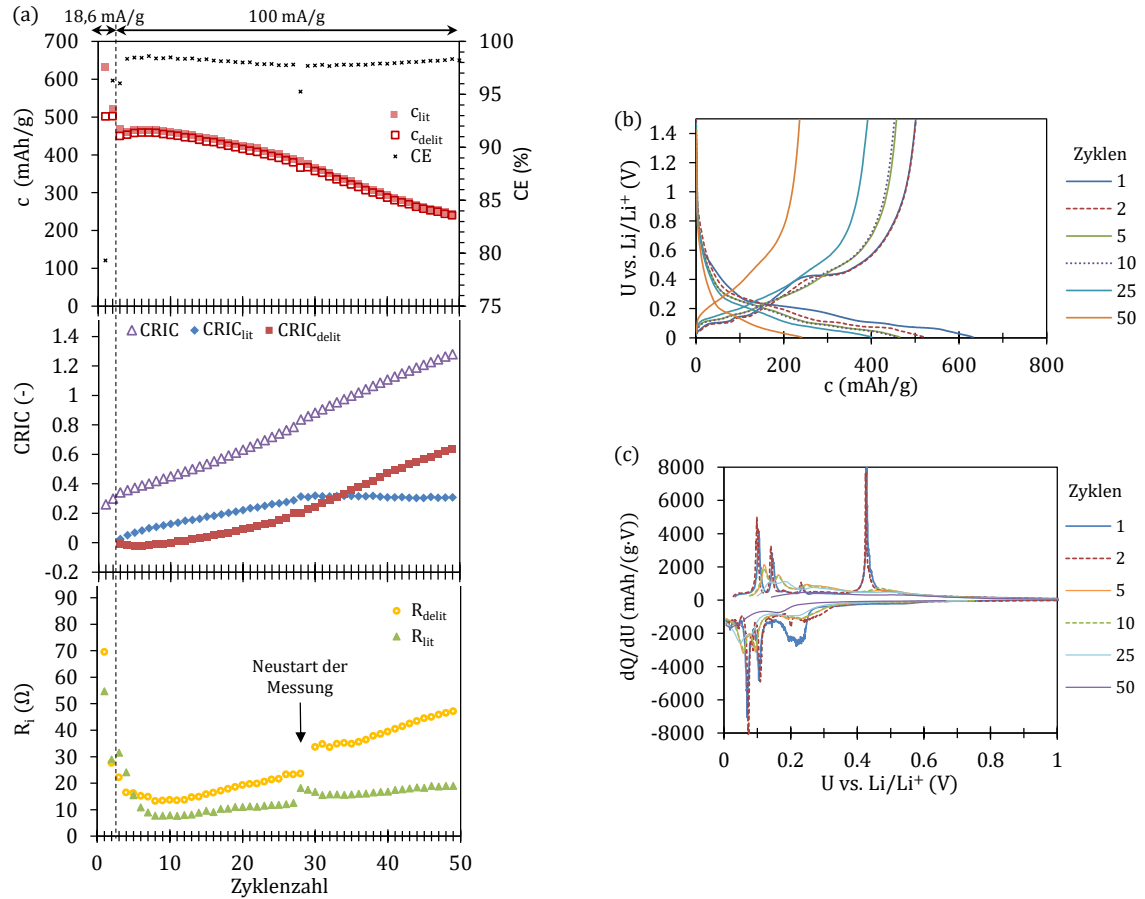 (a)
18,6 mA/g
100 mA/g
700
600
500
400
300
200
100
0
c (mAh/g)
100
95
90
85
80
75
CE (%)
c_lit
c_delit
CE
CRIC
CRIC_lit
CRIC_delit
1.4
1.2
1
0.8
0.6
0.4
0.2
0
-0.2
CRIC (-)
90
80
70
60
50
40
30
20
10
0
R_i (Ω)
R_delit
R_lit
Neustart der
Messung
0 10 20 30 40 50
Zyklenzahl
(b)
1.4
1.2
1
0.8
0.6
0.4
0.2
0
U vs. Li/Li⁺ (V)
0 200 400 600 800
c (mAh/g)
Zyklen
1
2
5
10
25
50
(c)
8000
6000
4000
2000
0
-2000
-4000
-6000
-8000
dQ/dU (mAh/(g·V))
0 0.2 0.4 0.6 0.8 1
U vs. Li/Li⁺ (V)
Zyklen
1
2
5
10
25
50